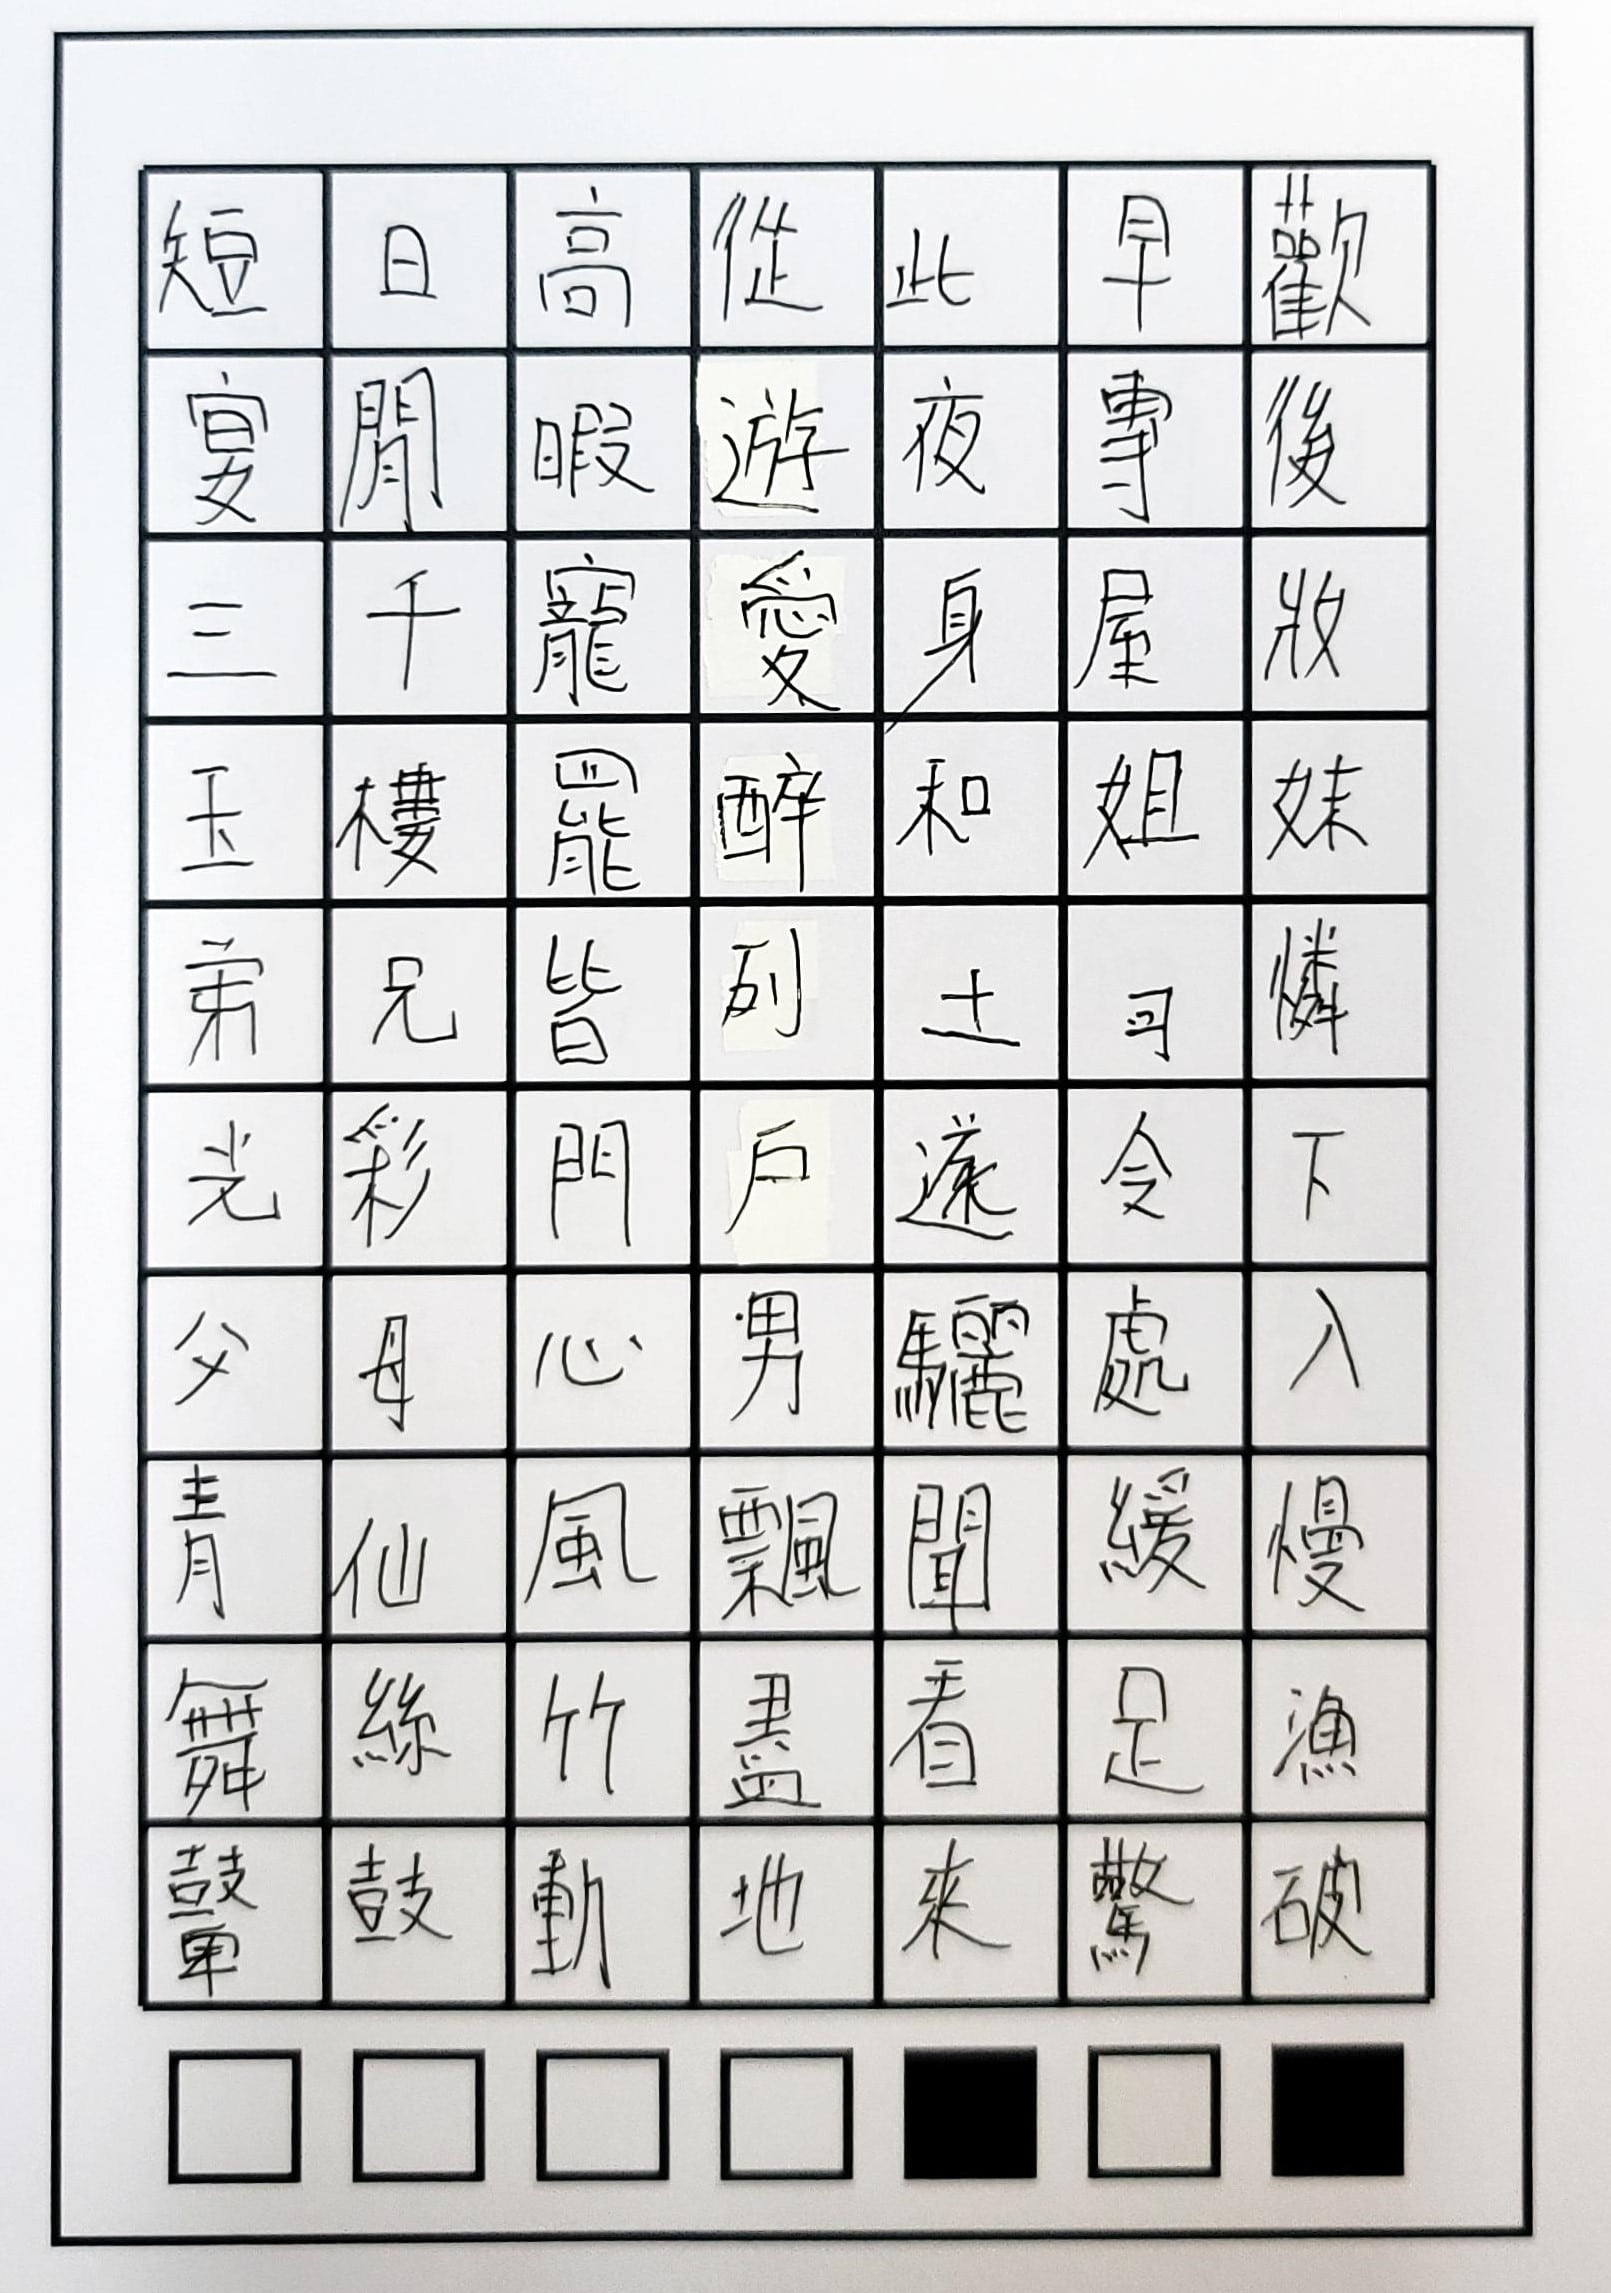 短日高從此早歡
宴閒暇遊夜專後
三千寵愛身屋妝
玉樓罷醉和姐妹
弟兄皆列土可憐
光彩門戶遂令下
父母心男驪處入
青仙風飄聞緩慢
舞絲竹盡看足漁
鼙鼓動地來驚破